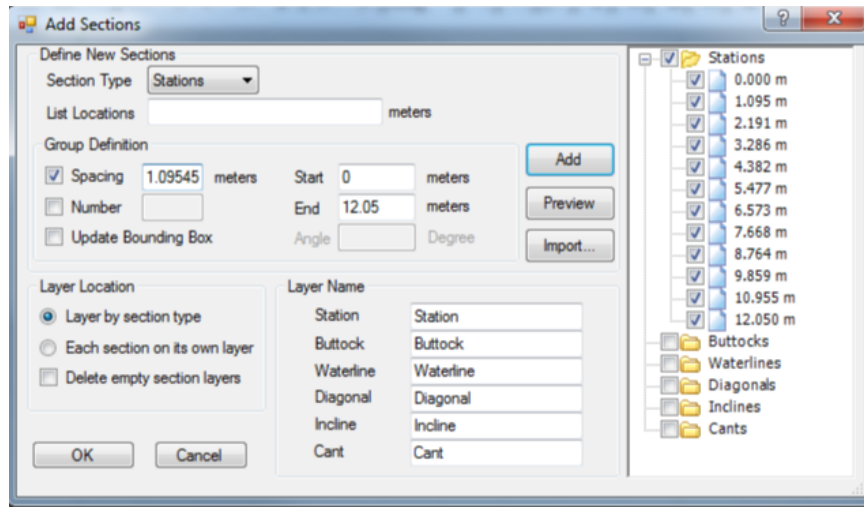 Add Sections
Define New Sections
Section Type Stations
List Locations meters
Group Definition
Spacing 1.09545 meters Start 0 meters
Number End 12.05 meters
Update Bounding Box Angle Degree
Add
Preview
Import...
Layer Location
Layer by section type
Each section on its own layer
Delete empty section layers
Layer Name
Station Station
Buttock Buttock
Waterline Waterline
Diagonal Diagonal
Incline Incline
Cant Cant
OK Cancel
Stations
0.000 m
1.095 m
2.191 m
3.286 m
4.382 m
5.477 m
6.573 m
7.668 m
8.764 m
9.859 m
10.955 m
12.050 m
Buttocks
Waterlines
Diagonals
Inclines
Cants